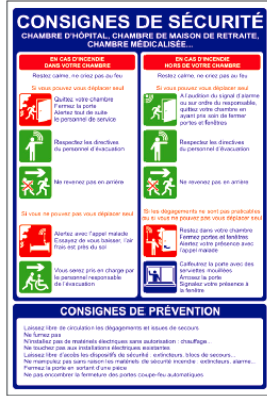 CONSIGNES DE SÉCURITÉ
CHAMBRE D'HÔPITAL, CHAMBRE DE MAISON DE RETRAITE,
CHAMBRE MÉDICALISÉE...
EN CAS D'INCENDIE
DANS VOTRE CHAMBRE
Restez calme, ne criez pas au feu
Si vous pouvez vous déplacer seul
Quittez votre chambre
Fermez la porte
Alertez tout de suite
le personnel de service
Respectez les directives
du personnel d'évacuation
Ne revenez pas en arrière
Si vous ne pouvez pas vous déplacer seul
Alertez avec l'appel malade
Essayez de vous baisser, l'air
frais est près du sol
Vous serez pris en charge par
le personnel responsable
de l'évacuation
EN CAS D'INCENDIE
HORS DE VOTRE CHAMBRE
Restez calme, ne criez pas au feu
Si vous pouvez vous déplacer seul
A l'audition du signal d'alarme
ou sur ordre du responsable,
quittez votre chambre en
ayant pris soin de fermer
portes et fenêtres
Respectez les directives
du personnel d'évacuation
Ne revenez pas en arrière
Si les dégagements ne sont pas praticables
ou si vous ne pouvez pas vous déplacer seul
Restez dans votre chambre
Fermez portes et fenêtres
Alertez votre présence avec
l'appel malade
Calfeutrez la porte avec des
serviettes mouillées
Arrosez la porte
Signalez votre présence à
la fenêtre
CONSIGNES DE PRÉVENTION
Laissez libre de circulation les dégagements et issues de secours
Ne fumez pas
N'installez pas de matériels électriques sans autorisation : chauffage...
Ne touchez pas aux installations électriques existantes
Laissez libre d'accès les dispositifs de sécurité : extincteurs, blocs de secours...
Ne manipulez pas sans raison les matériels de sécurité incendie : extincteurs, alarme...
Fermez la porte en sortant d'une pièce
Ne pas encombrer la fermeture des portes coupe-feu automatiques